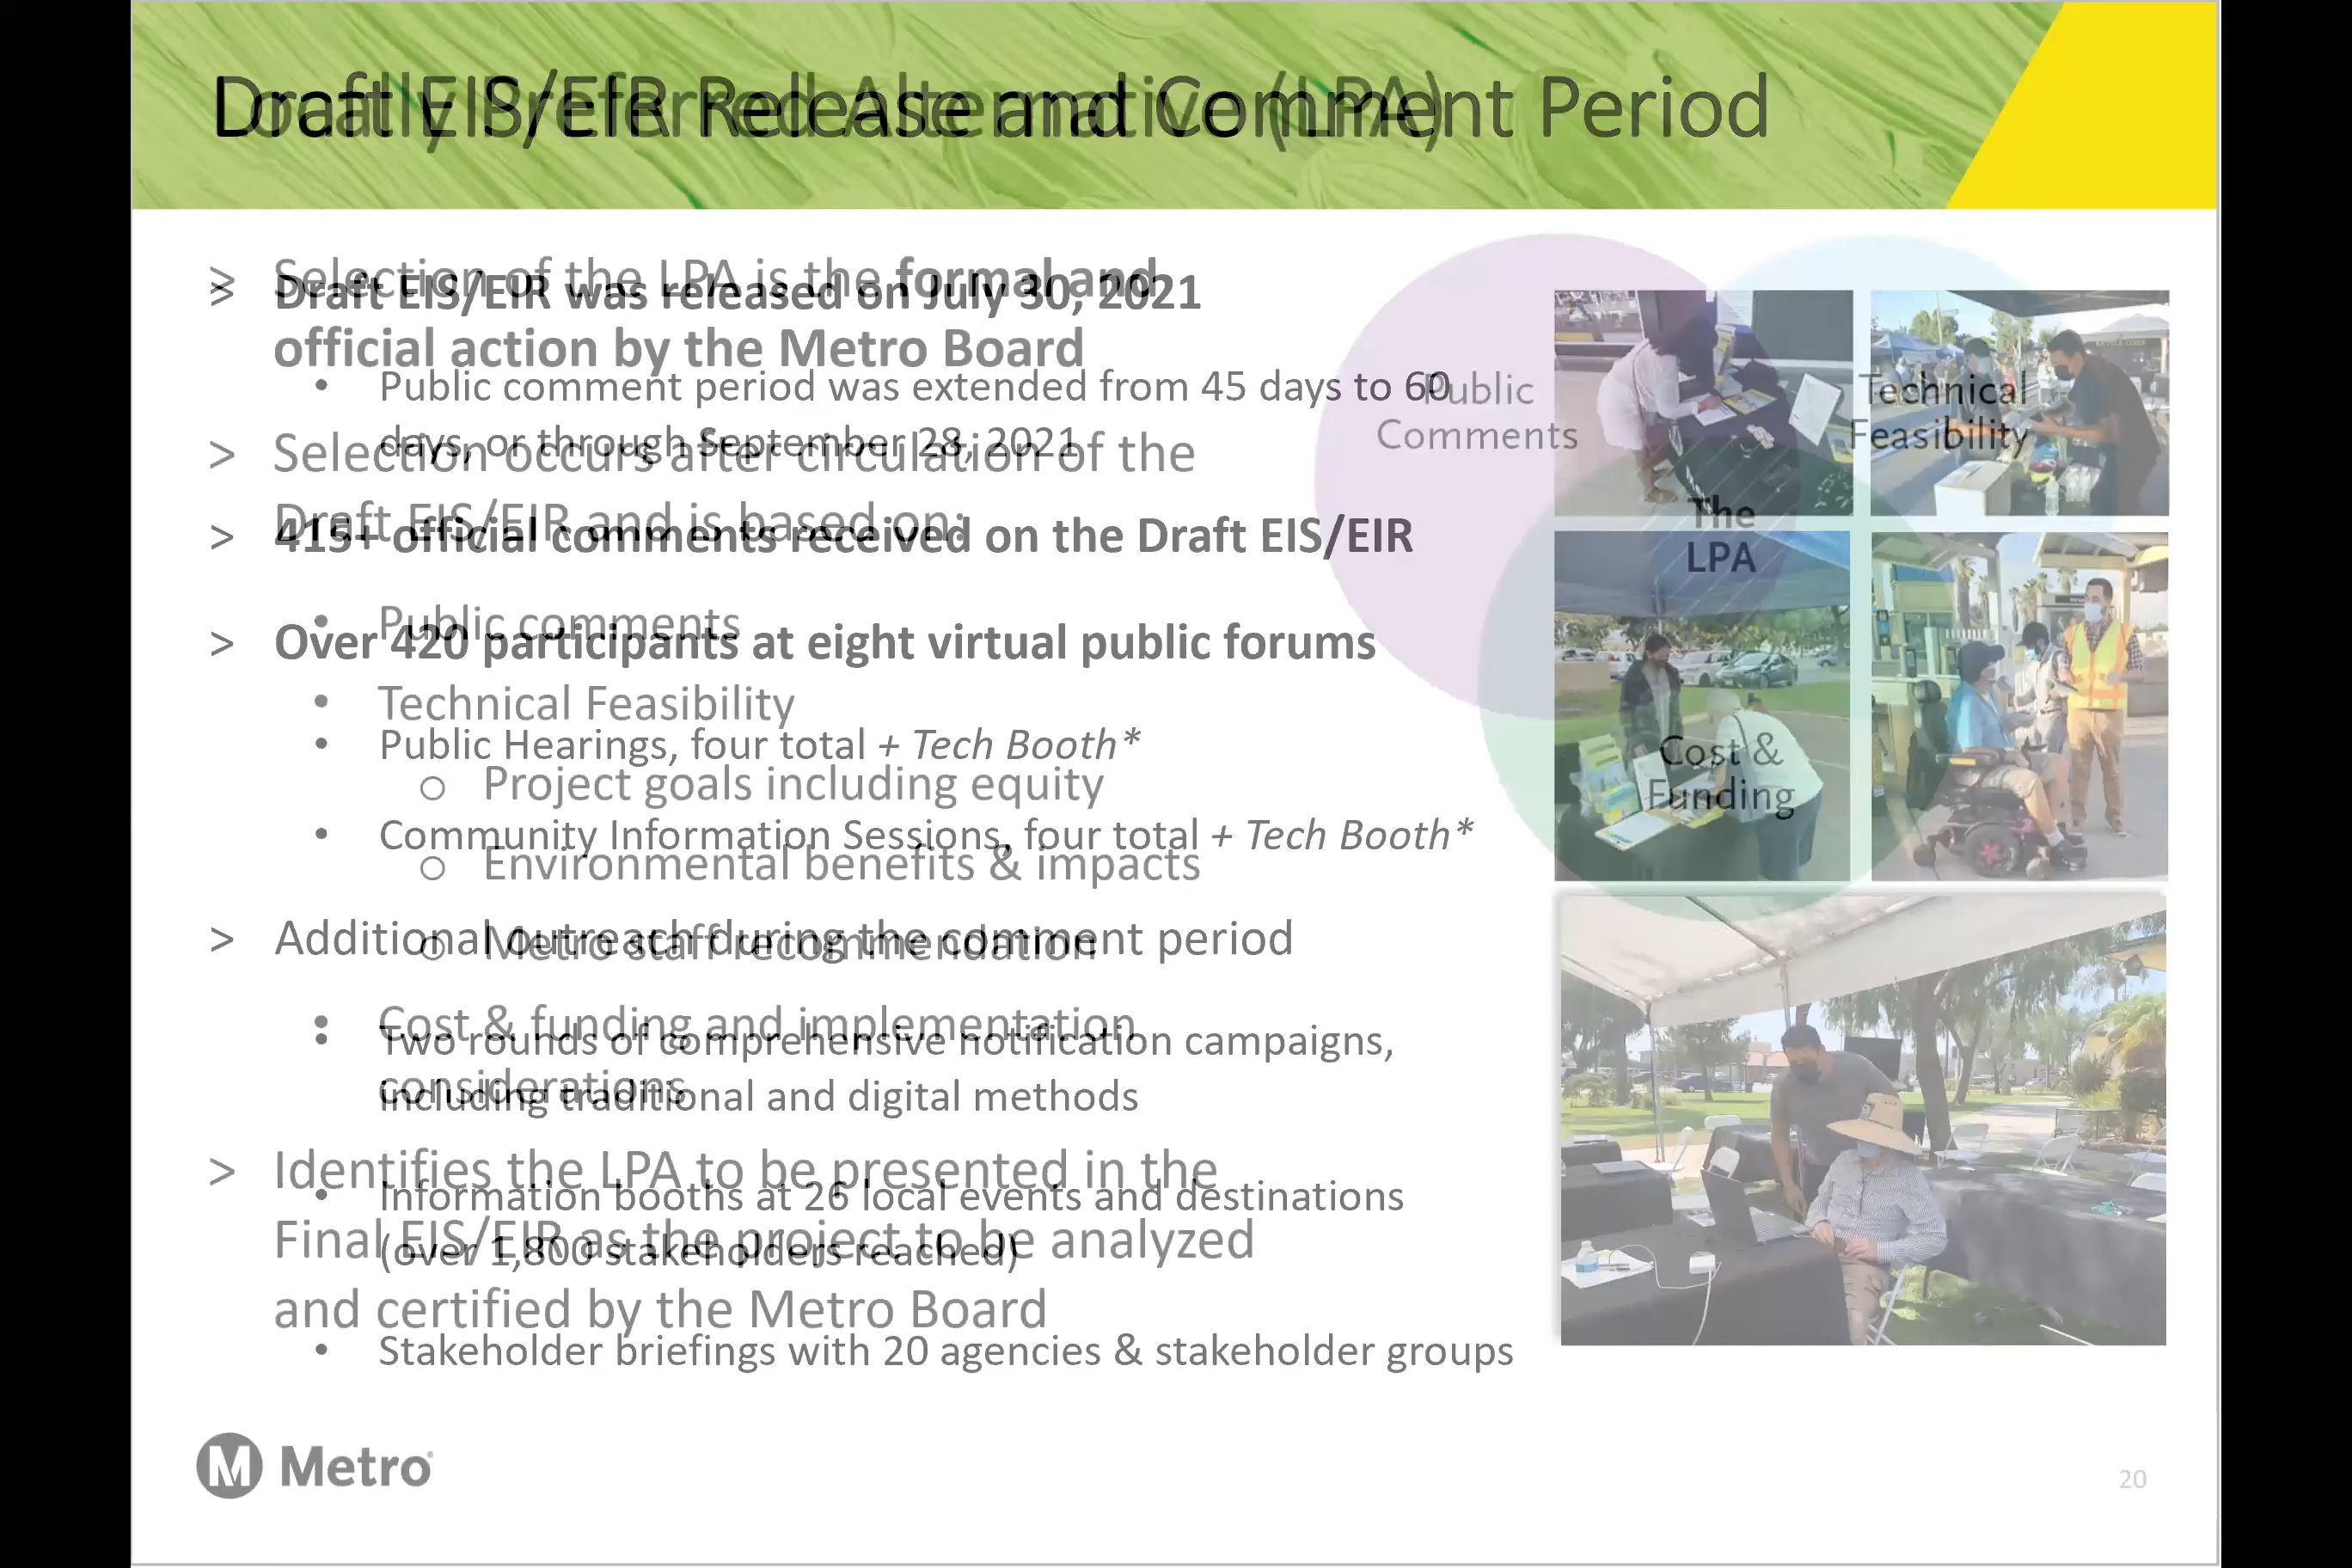 Draft EIS/EIR Release and Comment Period
> Draft EIS/EIR was released on July 30, 2021
• Public comment period was extended from 45 days to 60
days, or through September 28, 2021
> 415+ official comments received on the Draft EIS/EIR
> Over 420 participants at eight virtual public forums
• Public Hearings, four total + Tech Booth*
• Community Information Sessions, four total + Tech Booth*
> Additional outreach during the comment period
• Two rounds of comprehensive notification campaigns,
including traditional and digital methods
• Information booths at 26 local events and destinations
(over 1,800 stakeholders reached)
• Stakeholder briefings with 20 agencies & stakeholder groups
Locally Preferred Alternative (LPA)
> Selection of the LPA is the formal and
official action by the Metro Board
> Selection occurs after circulation of the
Draft EIS/EIR and is based on:
• Public comments
• Technical Feasibility
o Project goals including equity
o Environmental benefits & impacts
o Metro staff recommendation
• Cost & funding and implementation
considerations
> Identifies the LPA to be presented in the
Final EIS/EIR as the project to be analyzed
and certified by the Metro Board
Public
Comments
Technical
Feasibility
The
LPA
Cost &
Funding
M Metro
20